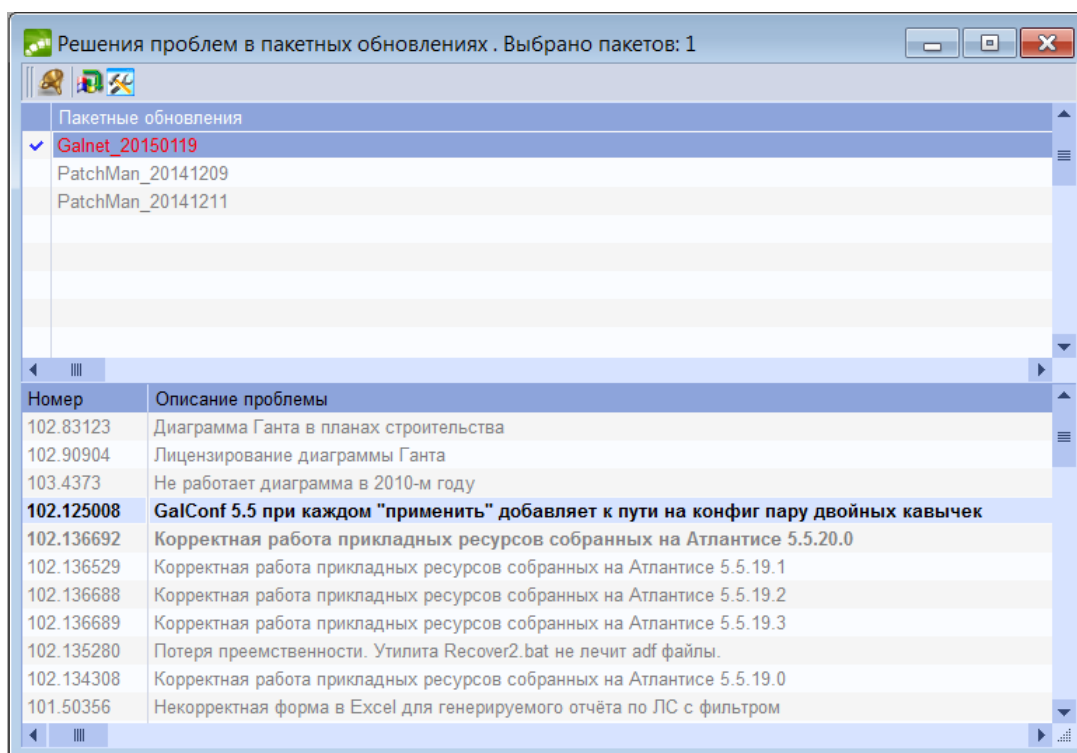 Решения проблем в пакетных обновлениях . Выбрано пакетов: 1
Пакетные обновления
Galnet_20150119
PatchMan_20141209
PatchMan_20141211
Номер Описание проблемы
102.83123 Диаграмма Ганта в планах строительства
102.90904 Лицензирование диаграммы Ганта
103.4373 Не работает диаграмма в 2010-м году
102.125008 GalConf 5.5 при каждом "применить" добавляет к пути на конфиг пару двойных кавычек
102.136692 Корректная работа прикладных ресурсов собранных на Атлантисе 5.5.20.0
102.136529 Корректная работа прикладных ресурсов собранных на Атлантисе 5.5.19.1
102.136688 Корректная работа прикладных ресурсов собранных на Атлантисе 5.5.19.2
102.136689 Корректная работа прикладных ресурсов собранных на Атлантисе 5.5.19.3
102.135280 Потеря преемственности. Утилита Recover2.bat не лечит adf файлы.
102.134308 Корректная работа прикладных ресурсов собранных на Атлантисе 5.5.19.0
101.50356 Некорректная форма в Excel для генерируемого отчёта по ЛС с фильтром